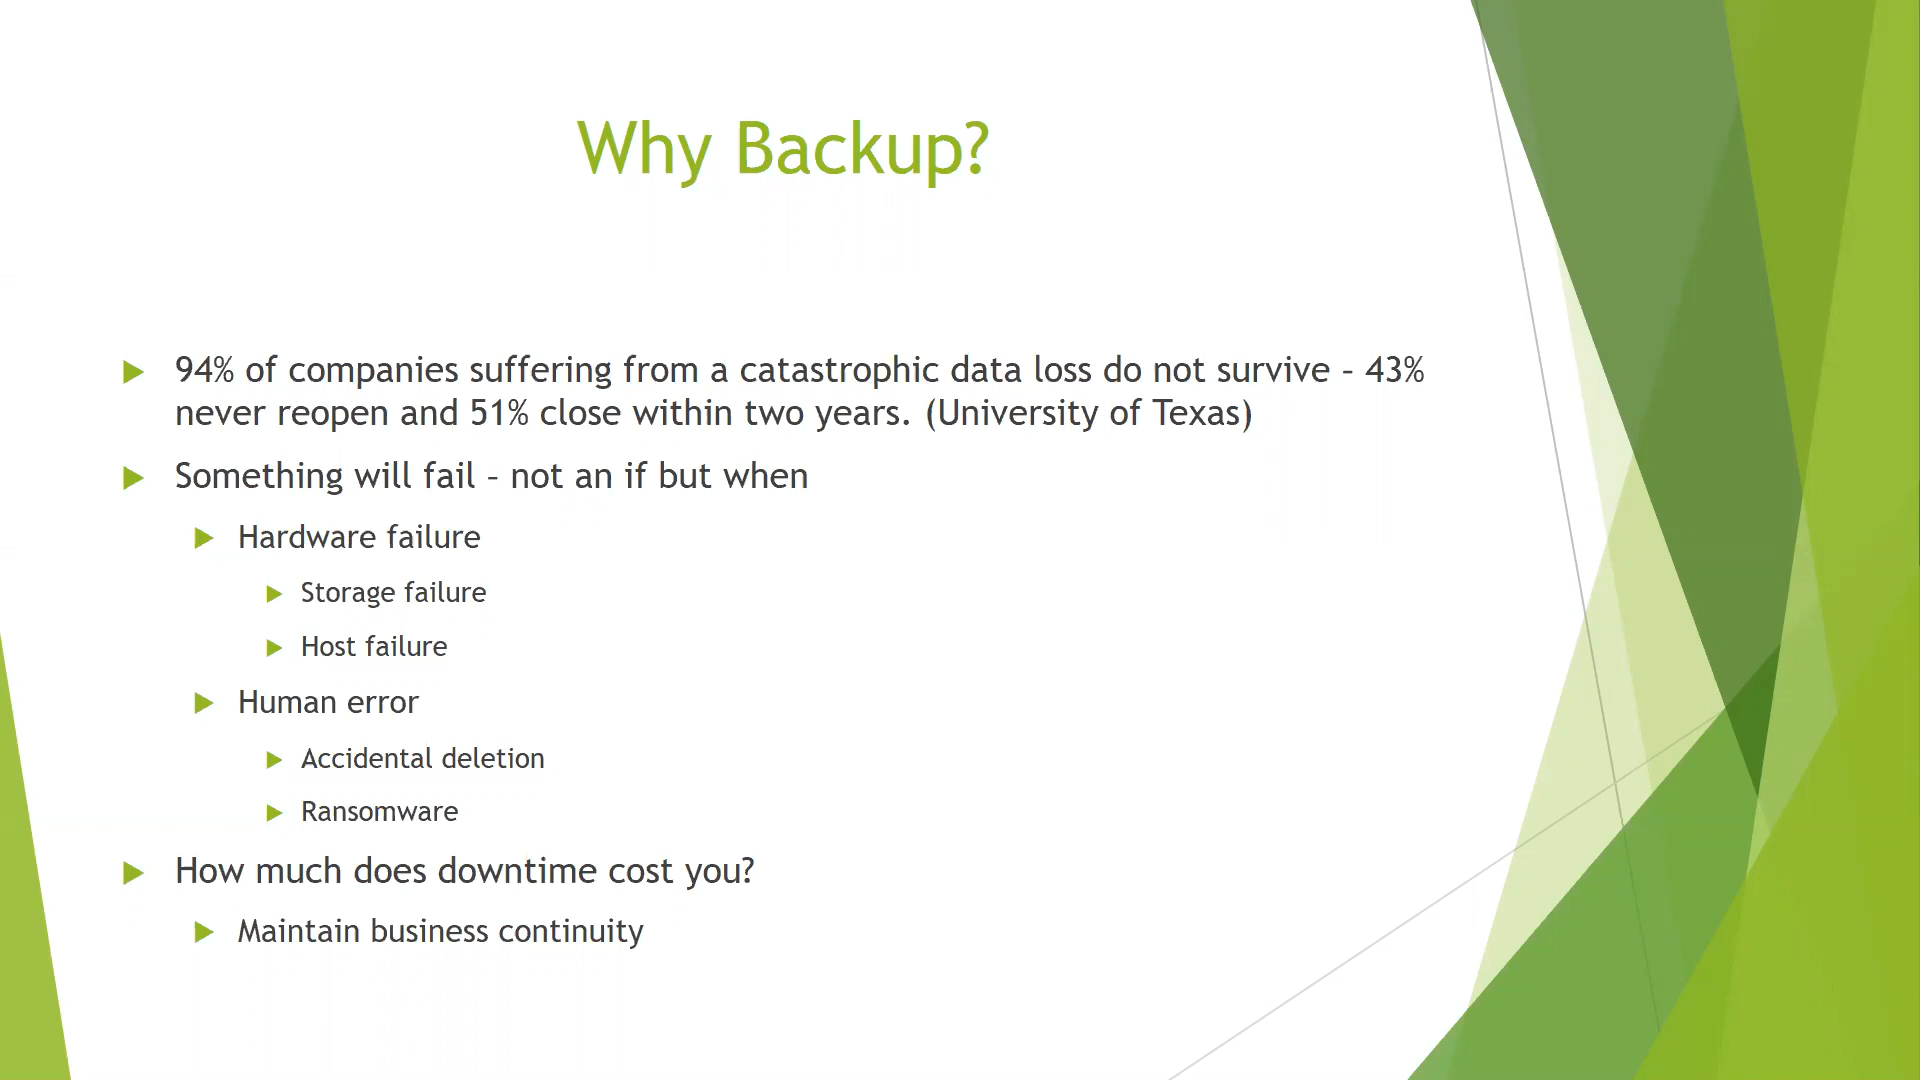 Why Backup?
94% of companies suffering from a catastrophic data loss do not survive – 43%
never reopen and 51% close within two years. (University of Texas)
Something will fail – not an if but when
Hardware failure
Storage failure
Host failure
Human error
Accidental deletion
Ransomware
How much does downtime cost you?
Maintain business continuity